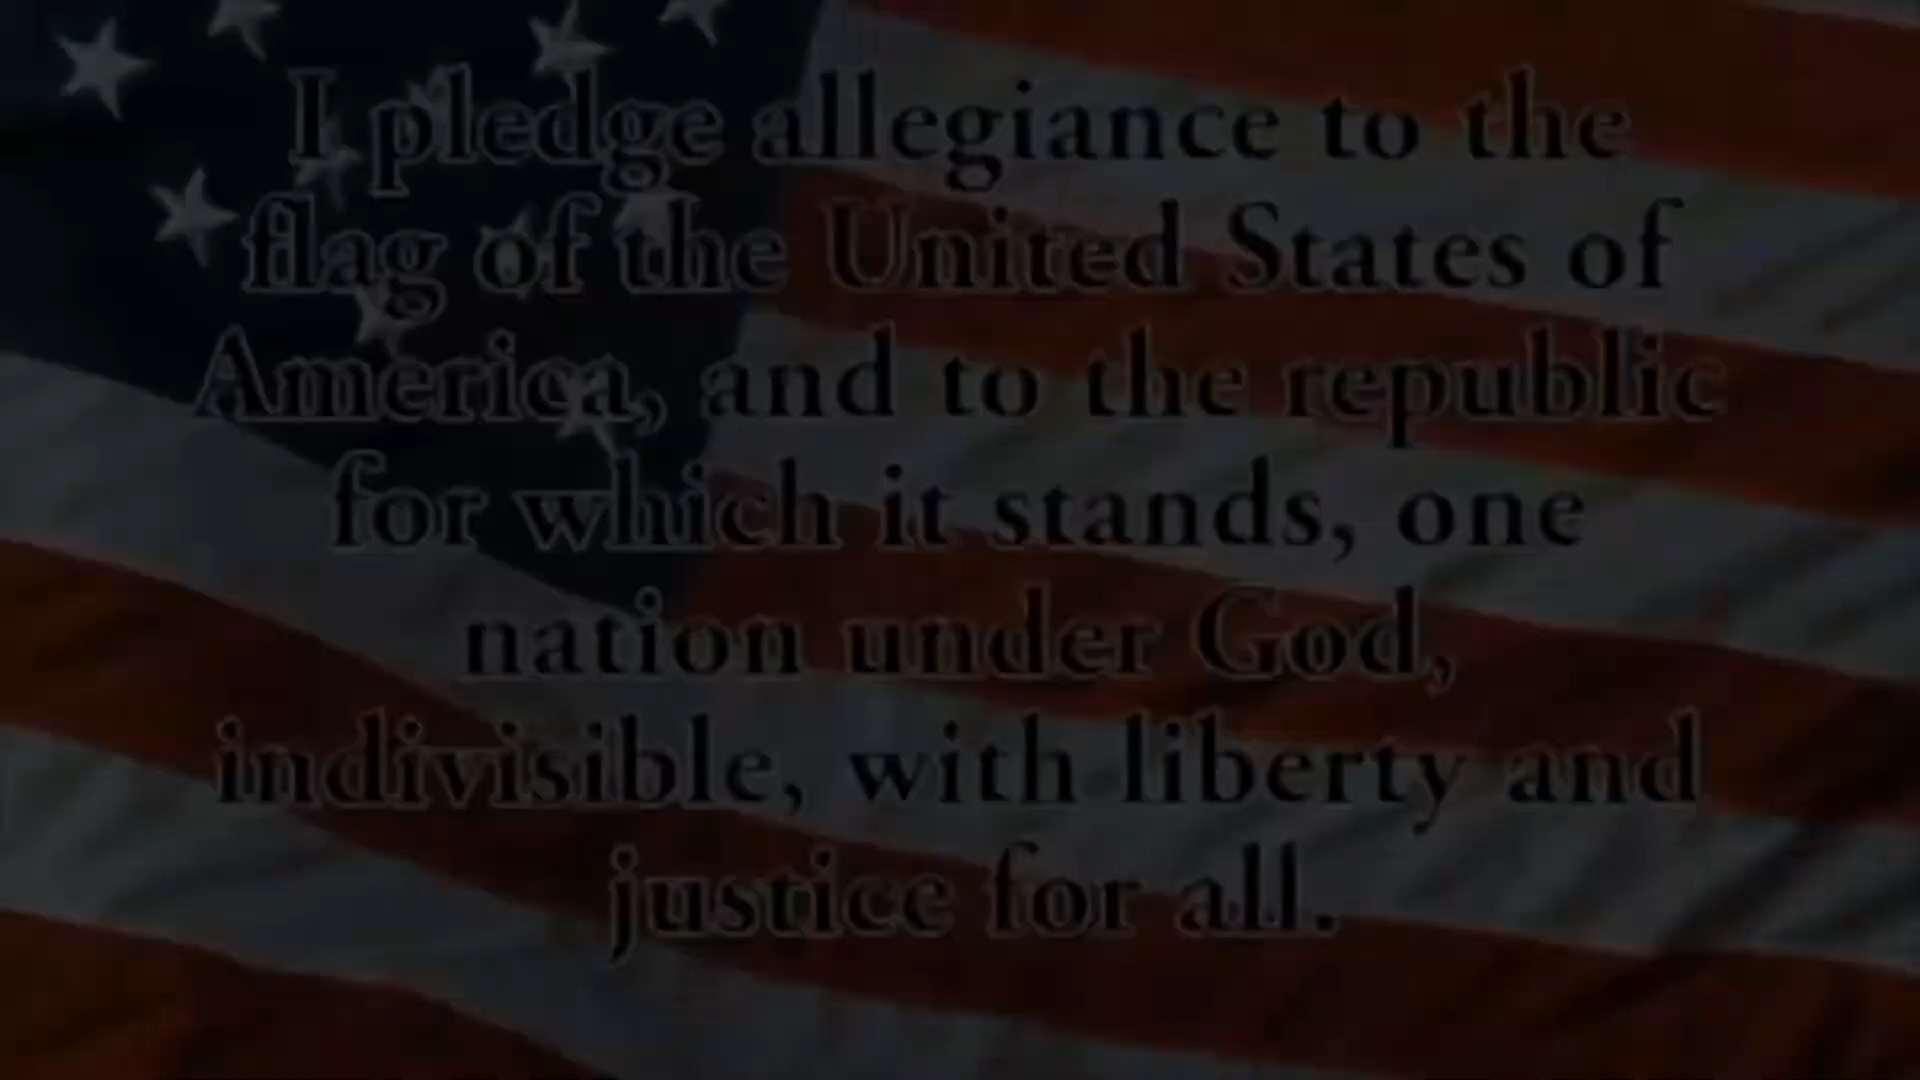 I pledge allegiance to the
flag of the United States of
America, and to the republic
for which it stands, one
nation under God,
indivisible, with liberty and
justice for all.